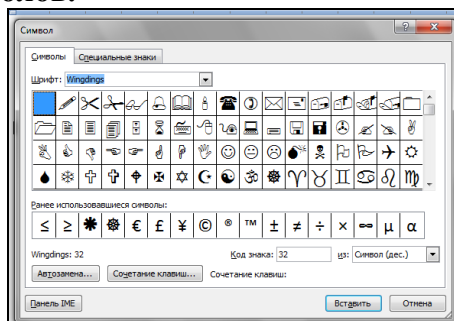 Символ
Символы Специальные знаки
Шрифт: Wingdings
Ранее использовавшиеся символы:
≤ ≥ ✱ ☸ € £ ¥ © ® ™ ± ≠ ÷ × ∞ µ α
Wingdings: 32 Код знака: 32 из: Символ (дес.)
Автозамена... Сочетание клавиш... Сочетание клавиш:
Панель IME Вставить Отмена